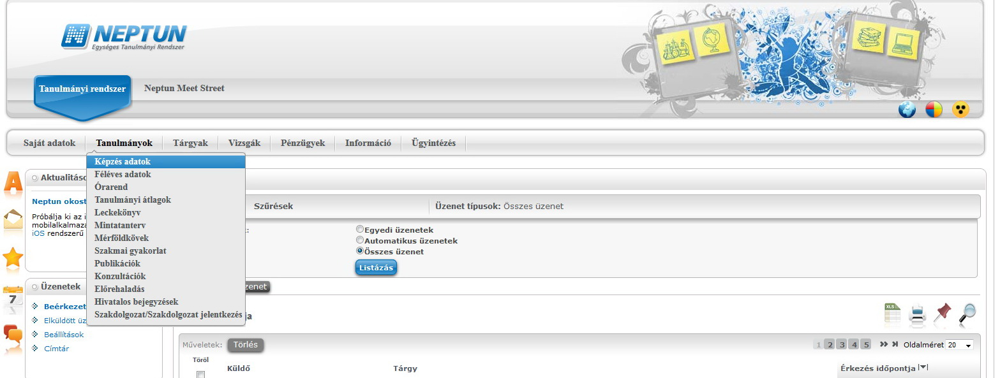 NEPTUN
Egységes Tanulmányi Rendszer
Tanulmányi rendszer
Neptun Meet Street
Saját adatok
Tanulmányok
Tárgyak
Vizsgák
Pénzügyek
Információ
Ügyintézés
Képzés adatok
Féléves adatok
Órarend
Tanulmányi átlagok
Leckekönyv
Mintatanterv
Mérföldkövek
Szakmai gyakorlat
Publikációk
Konzultációk
Előrehaladás
Hivatalos bejegyzések
Szakdolgozat/Szakdolgozat jelentkezés
Aktualitáso
Neptun okost
Próbálja ki az i
mobilalkalmaza
iOS rendszerű
Üzenetek
7
Beérkezet
Elküldött üz
Beállítások
Címtár
Szűrések
Üzenet típusok: Összes üzenet
t:
Egyedi üzenetek
Automatikus üzenetek
Összes üzenet
Listázás
zenet
ja
XLS
Műveletek:
Törlés
1 2 3 4 5
Oldalméret 20
Töröl
Küldő
Tárgy
Érkezés időpontja